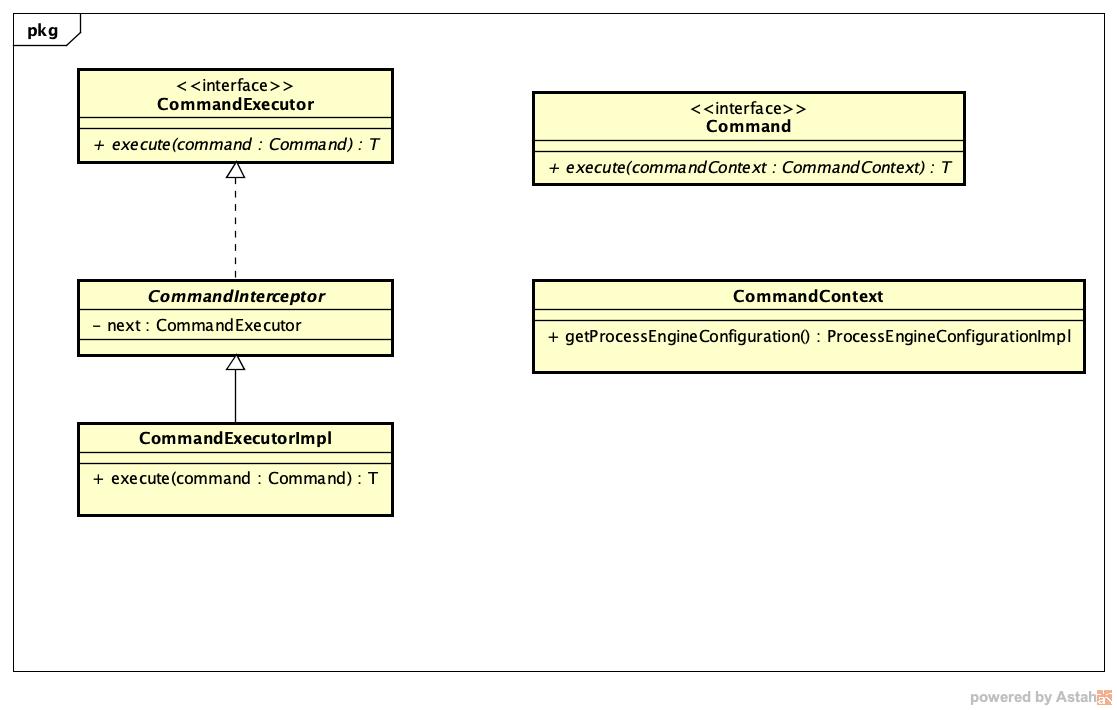 pkg
<<interface>>
CommandExecutor
+ execute(command : Command) : T
<<interface>>
Command
+ execute(commandContext : CommandContext) : T
CommandInterceptor
- next : CommandExecutor
CommandContext
+ getProcessEngineConfiguration() : ProcessEngineConfigurationImpl
CommandExecutorImpl
+ execute(command : Command) : T
powered by Astah